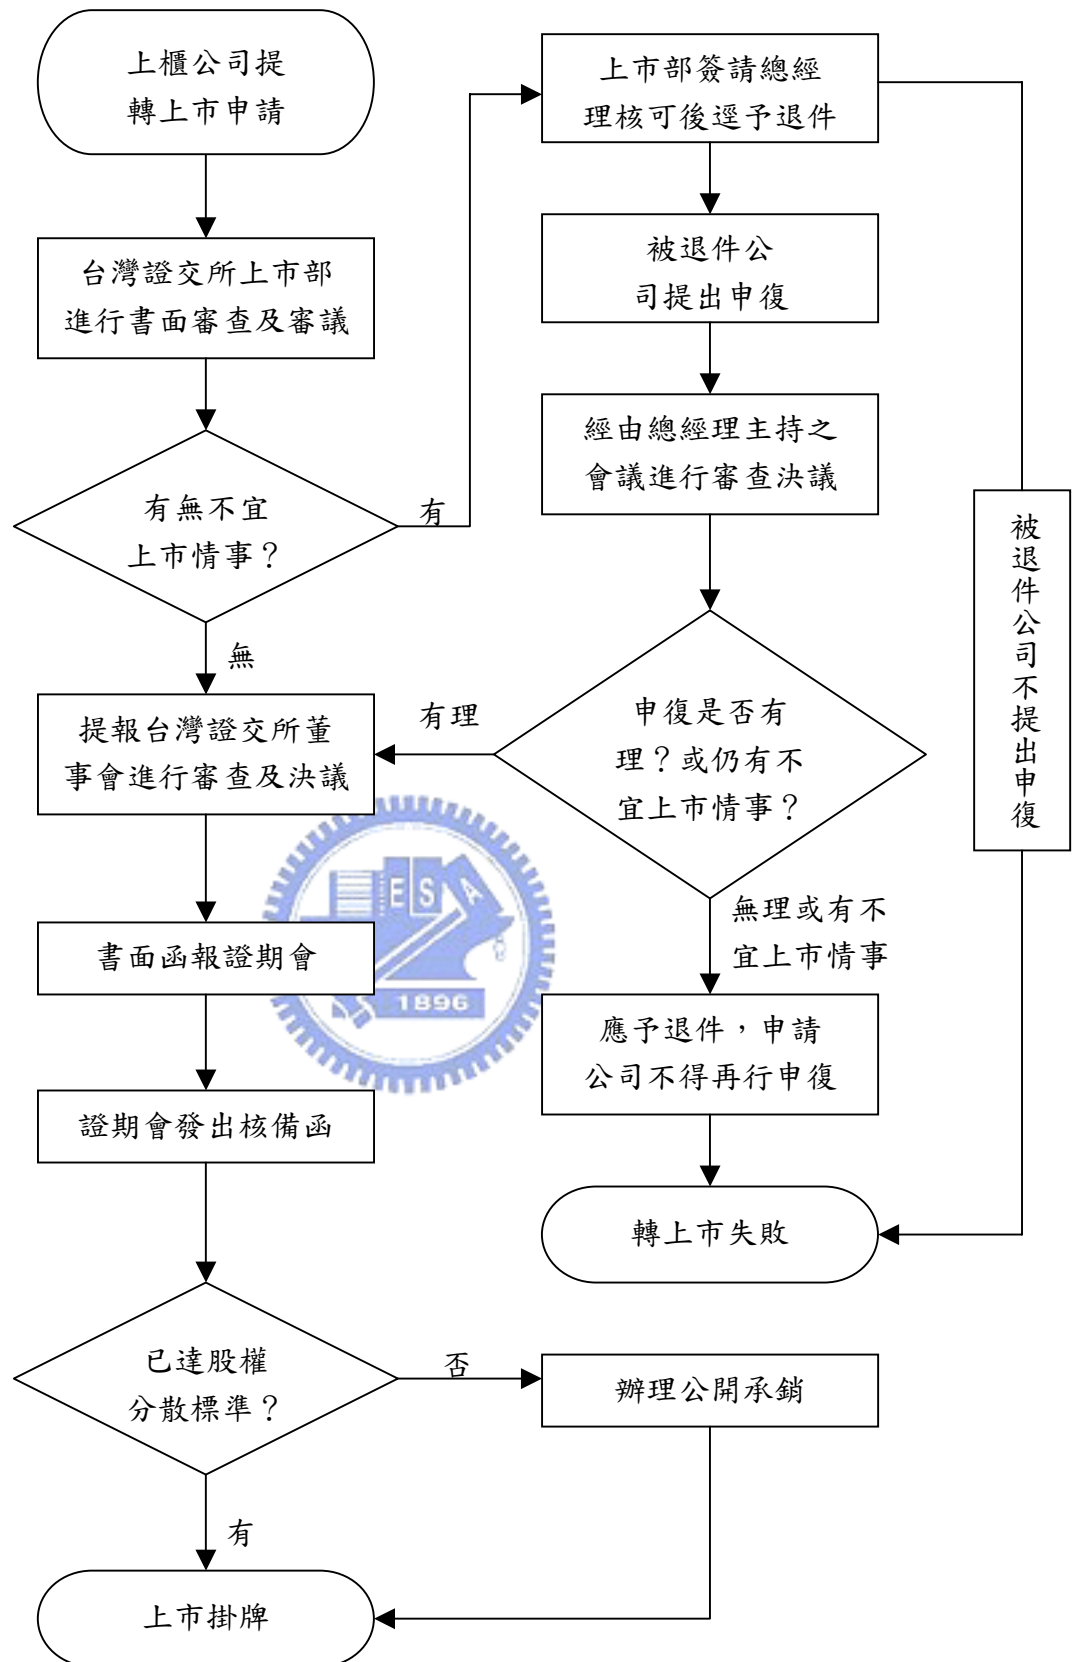 上櫃公司提
轉上市申請
台灣證交所上市部
進行書面審查及審議
有無不宜
上市情事？
有
無
上市部簽請總經
理核可後逕予退件
被退件公
司提出申復
經由總經理主持之
會議進行審查決議
申復是否有
理？或仍有不
宜上市情事？
有理
無理或有不
宜上市情事
應予退件，申請
公司不得再行申復
轉上市失敗
被退件公司不提出申復
提報台灣證交所董
事會進行審查及決議
書面函報證期會
證期會發出核備函
已達股權
分散標準？
否
辦理公開承銷
有
上市掛牌
E S A
1896